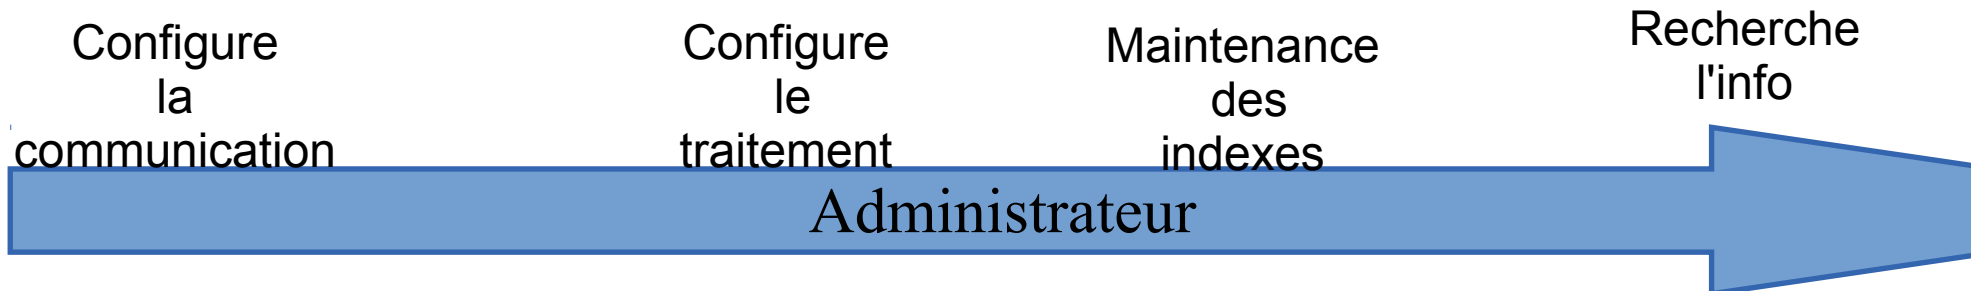 Configure
la
communication
Configure
le
traitement
Maintenance
des
indexes
Recherche
l'info
Administrateur